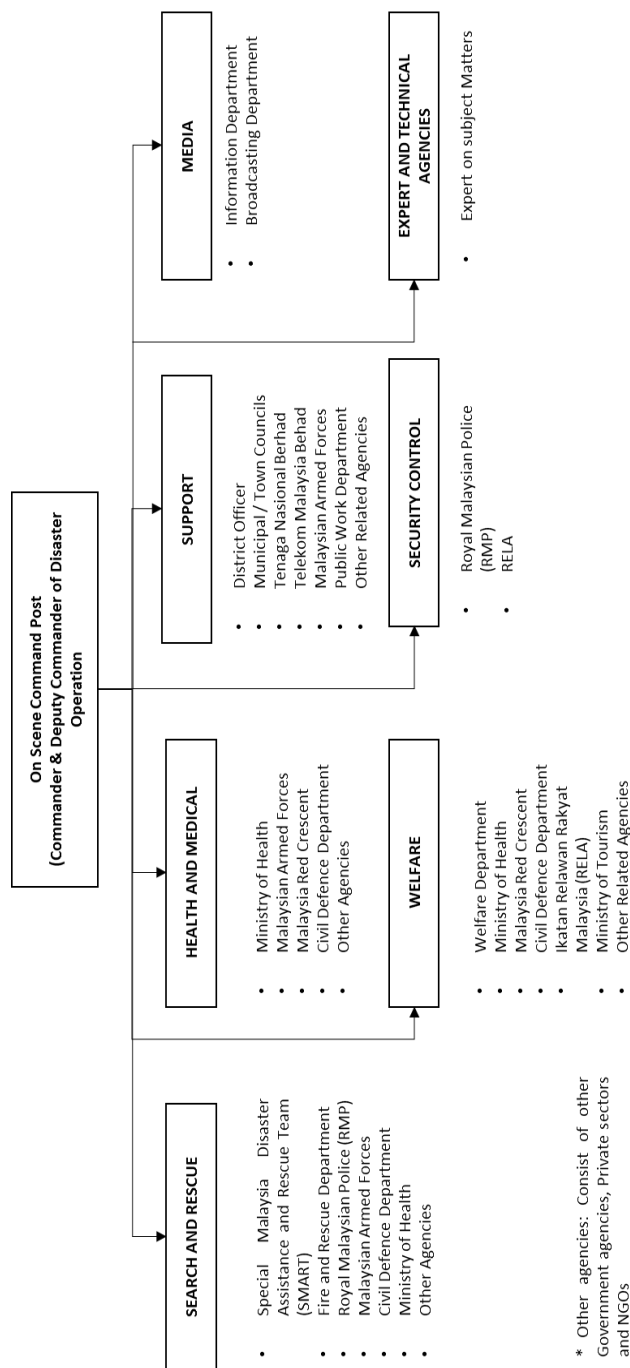 On Scene Command Post
(Commander & Deputy Commander of Disaster
Operation
SEARCH AND RESCUE
• Special Malaysia Disaster
Assistance and Rescue Team
(SMART)
• Fire and Rescue Department
• Royal Malaysian Police (RMP)
• Malaysian Armed Forces
• Civil Defence Department
• Ministry of Health
• Other Agencies
HEALTH AND MEDICAL
• Ministry of Health
• Malaysian Armed Forces
• Malaysia Red Crescent
• Civil Defence Department
• Other Agencies
SUPPORT
• District Officer
• Municipal / Town Councils
• Tenaga Nasional Berhad
• Telekom Malaysia Behad
• Malaysian Armed Forces
• Public Work Department
• Other Related Agencies
MEDIA
• Information Department
• Broadcasting Department
WELFARE
• Welfare Department
• Ministry of Health
• Malaysia Red Crescent
• Civil Defence Department
• Ikatan Relawan Rakyat
Malaysia (RELA)
• Ministry of Tourism
• Other Related Agencies
SECURITY CONTROL
• Royal Malaysian Police
(RMP)
• RELA
EXPERT AND TECHNICAL
AGENCIES
• Expert on subject Matters
* Other agencies: Consist of other
Government agencies, Private sectors
and NGOs